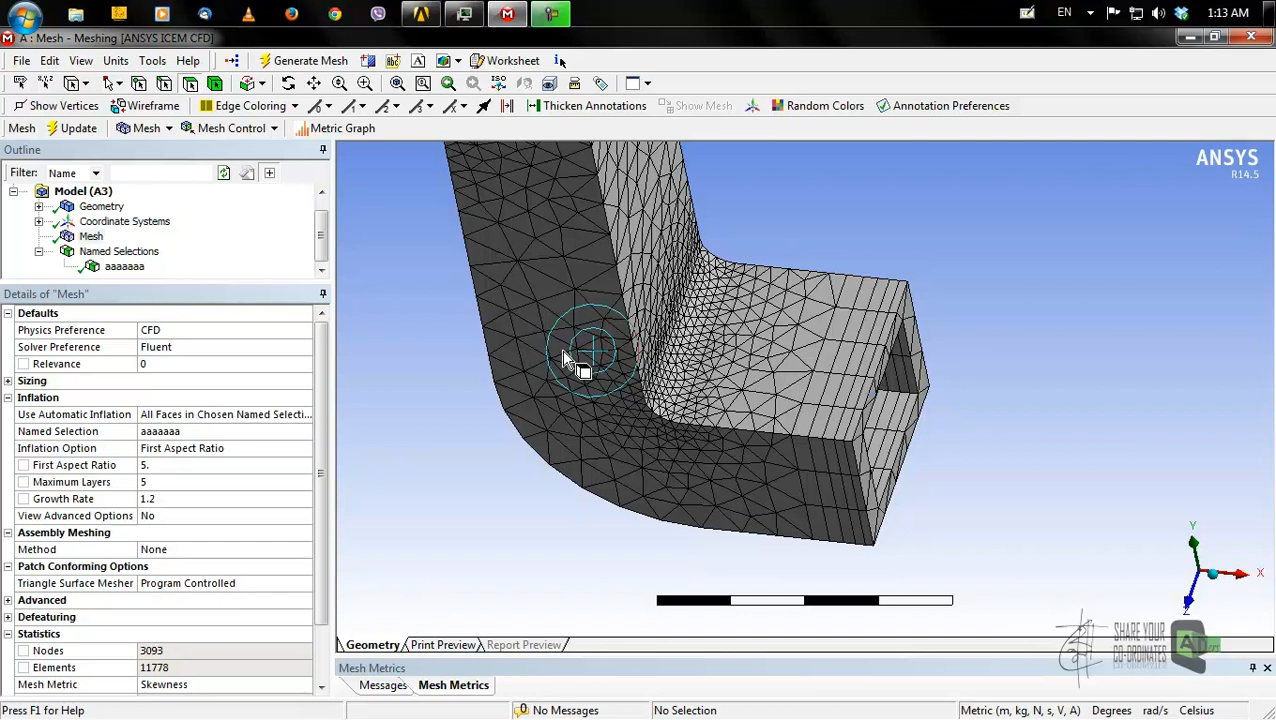 EN
1:13 AM
A : Mesh - Meshing [ANSYS ICEM CFD]
File Edit View Units Tools Help Generate Mesh Worksheet
Show Vertices Wireframe Edge Coloring Thicken Annotations Show Mesh Random Colors Annotation Preferences
Mesh Update Mesh Mesh Control Metric Graph
Outline
Filter: Name
Model (A3)
Geometry
Coordinate Systems
Mesh
Named Selections
aaaaaaa
Details of "Mesh"
Defaults
Physics Preference CFD
Solver Preference Fluent
Relevance 0
Sizing
Inflation
Use Automatic Inflation All Faces in Chosen Named Selecti...
Named Selection aaaaaaa
Inflation Option First Aspect Ratio
First Aspect Ratio 5.
Maximum Layers 5
Growth Rate 1.2
View Advanced Options No
Assembly Meshing
Method None
Patch Conforming Options
Triangle Surface Mesher Program Controlled
Advanced
Defeaturing
Statistics
Nodes 3093
Elements 11778
Mesh Metric Skewness
ANSYS
R14.5
Y
X
Z
SHARE YOUR
CO-ORDINATES
Geometry Print Preview Report Preview
Mesh Metrics
Messages Mesh Metrics
Press F1 for Help
No Messages
No Selection
Metric (m, kg, N, s, V, A) Degrees rad/s Celsius